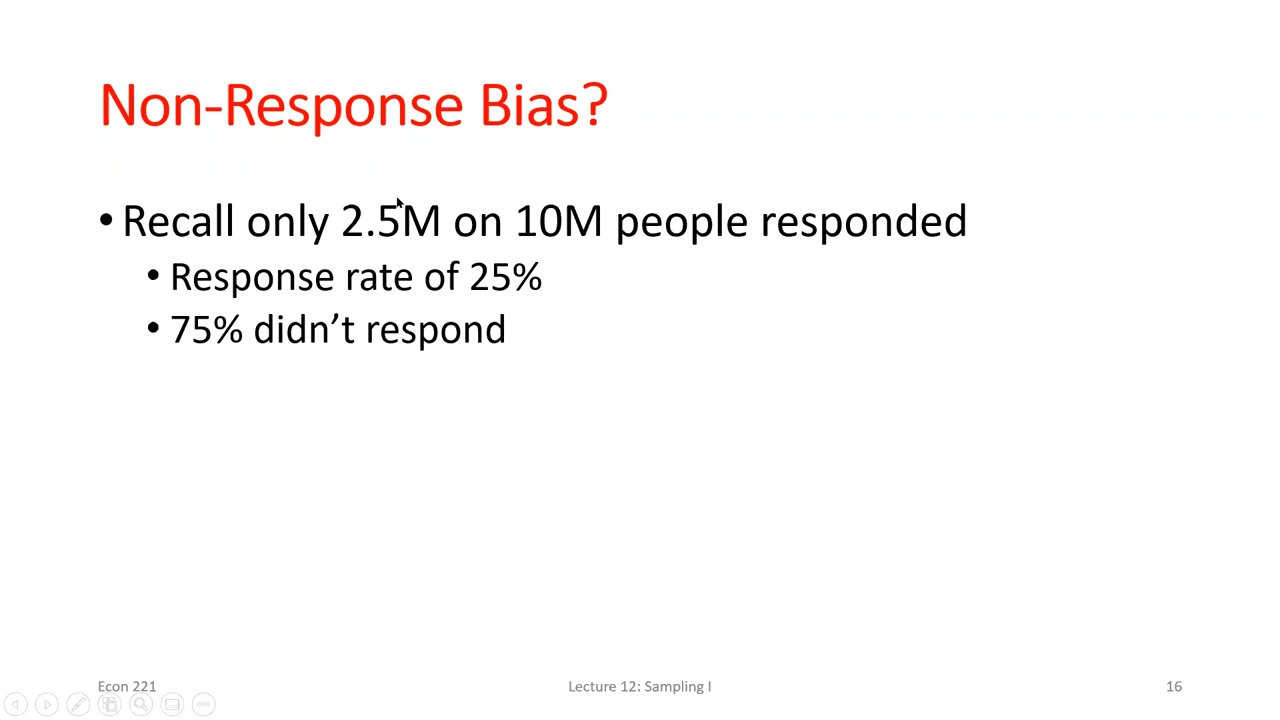 Non-Response Bias?
• Recall only 2.5M on 10M people responded
• Response rate of 25%
• 75% didn’t respond
Econ 221
Lecture 12: Sampling I
16